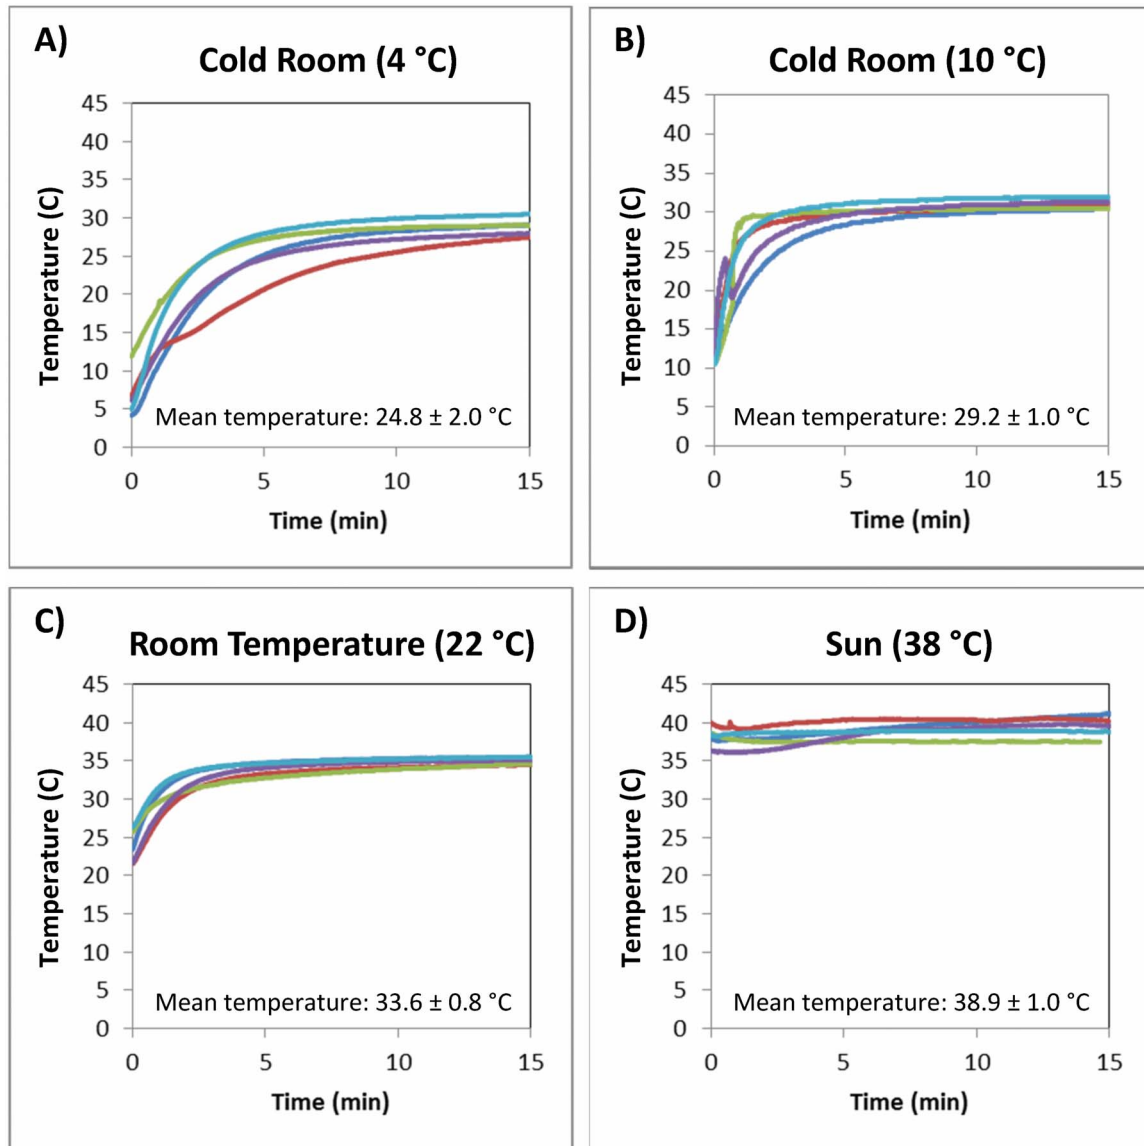 A)
Cold Room (4 °C)
45
40
35
30
25
20
15
10
5
0
Temperature (C)
Mean temperature: 24.8 ± 2.0 °C
0 5 10 15
Time (min)
B)
Cold Room (10 °C)
45
40
35
30
25
20
15
10
5
0
Temperature (C)
Mean temperature: 29.2 ± 1.0 °C
0 5 10 15
Time (min)
C)
Room Temperature (22 °C)
45
40
35
30
25
20
15
10
5
0
Temperature (C)
Mean temperature: 33.6 ± 0.8 °C
0 5 10 15
Time (min)
D)
Sun (38 °C)
45
40
35
30
25
20
15
10
5
0
Temperature (C)
Mean temperature: 38.9 ± 1.0 °C
0 5 10 15
Time (min)